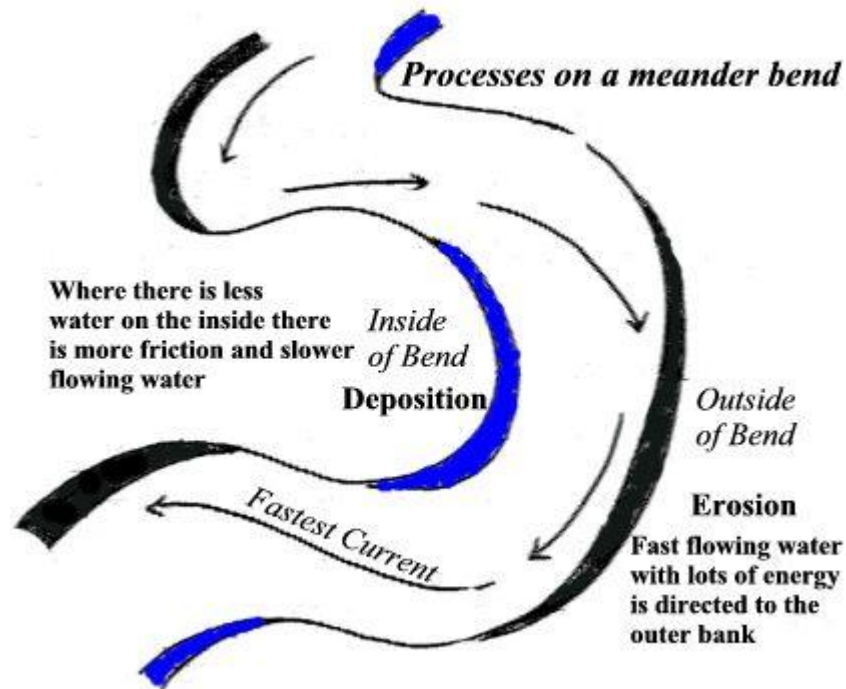 Processes on a meander bend
Where there is less
water on the inside there
is more friction and slower
flowing water
Inside
of Bend
Deposition
Outside
of Bend
Erosion
Fast flowing water
with lots of energy
is directed to the
outer bank
Fastest Current